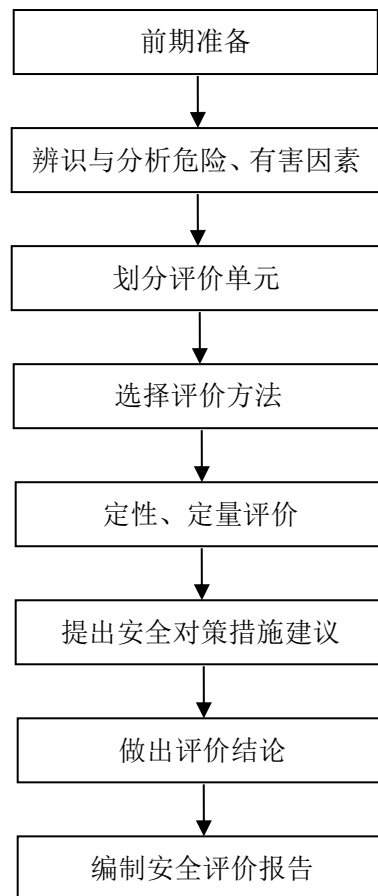 前期准备
辨识与分析危险、有害因素
划分评价单元
选择评价方法
定性、定量评价
提出安全对策措施建议
做出评价结论
编制安全评价报告